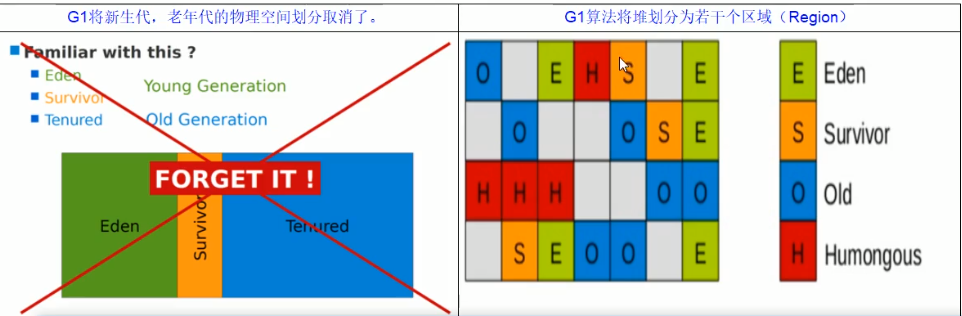 G1将新生代，老年代的物理空间划分取消了。
Familiar with this ?
Eden
Survivor
Tenured
Young Generation
Old Generation
FORGET IT !
Eden
Survivor
Tenured
G1算法将堆划分为若干个区域（Region）
O E H S E
O O S E
H H H O O
S E O O E
E Eden
S Survivor
O Old
H Humongous